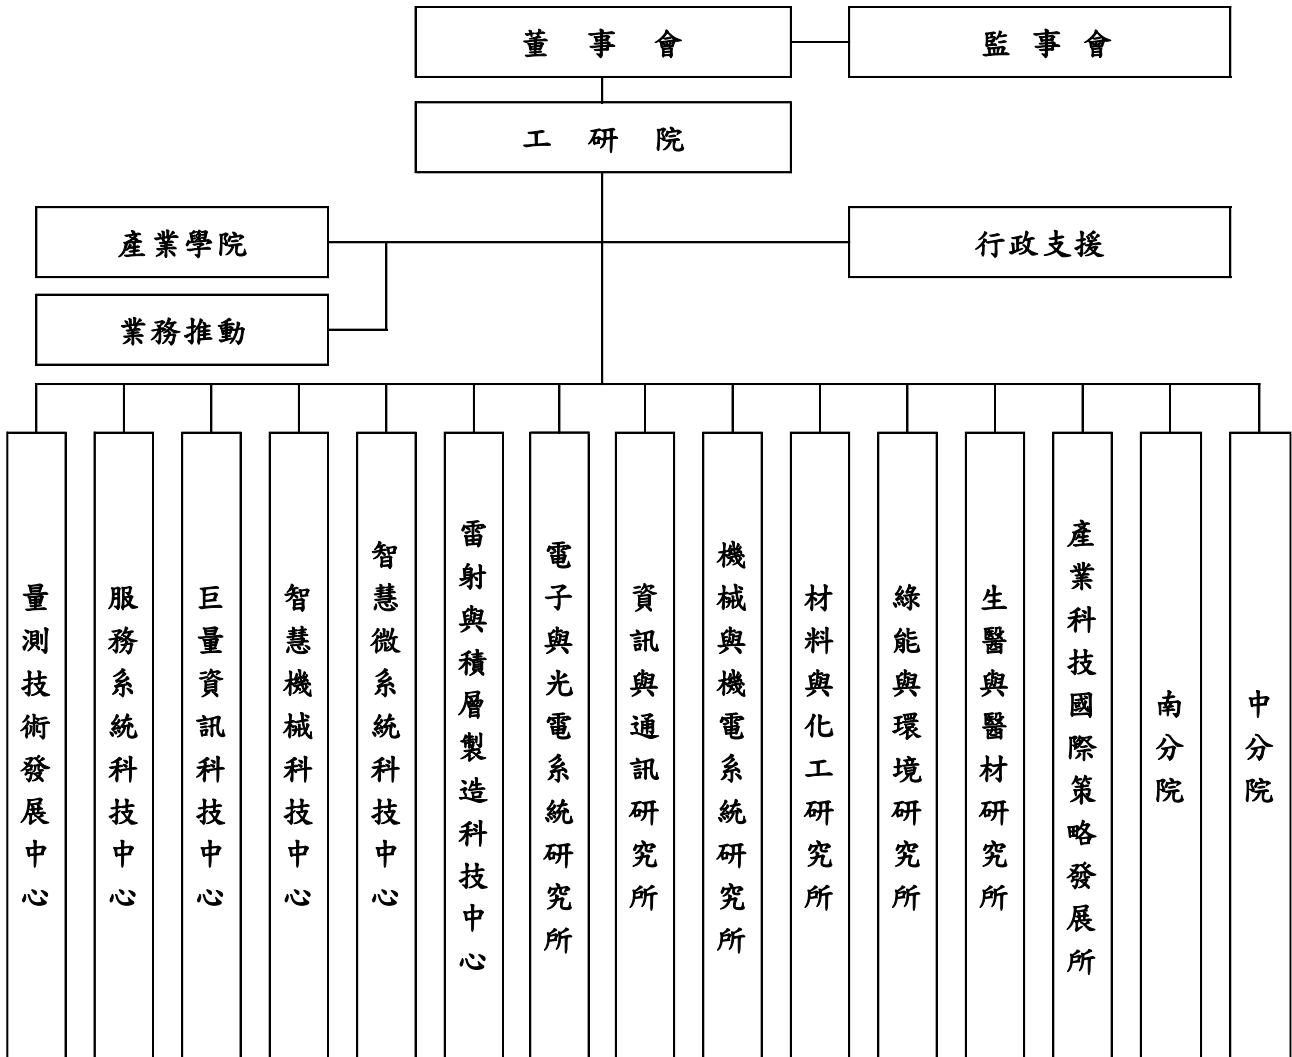 董事會
監事會
工研院
產業學院
行政支援
業務推動
量測技術發展中心
服務系統科技中心
巨量資訊科技中心
智慧機械科技中心
智慧微系統科技中心
雷射與積層製造科技中心
電子與光電系統研究所
資訊與通訊研究所
機械與機電系統研究所
材料與化工研究所
綠能與環境研究所
生醫與醫材研究所
產業科技國際策略發展所
南分院
中分院